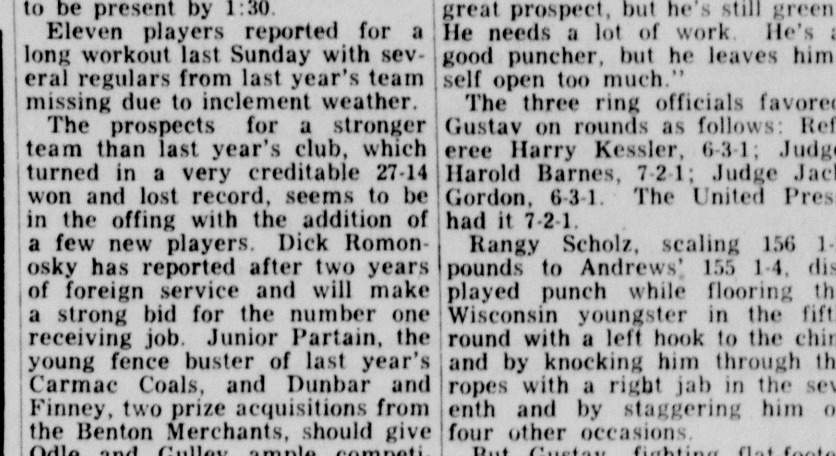 to be present by 1:30.
Eleven players reported for a
long workout last Sunday with sev-
eral regulars from last year's team
missing due to inclement weather.
The prospects for a stronger
team than last year's club, which
turned in a very creditable 27-14
won and lost record, seems to be
in the offing with the addition of
a few new players. Dick Romon-
osky has reported after two years
of foreign service and will make
a strong bid for the number one
receiving job. Junior Partain, the
young fence buster of last year's
Carmac Coals, and Dunbar and
Finney, two prize acquisitions from
the Benton Merchants, should give
Odle and Gulley ample competi-
great prospect, but he's still green
He needs a lot of work. He's
good puncher, but he leaves him
self open too much."
The three ring officials favore
Gustav on rounds as follows: Ref
eree Harry Kessler, 6-3-1; Judg
Harold Barnes, 7-2-1; Judge Jac
Gordon, 6-3-1. The United Pres
had it 7-2-1.
Rangy Scholz, scaling 156 1-
pounds to Andrews' 155 1-4, dis
played punch while flooring th
Wisconsin youngster in the fift
round with a left hook to the chin
and by knocking him through th
ropes with a right jab in the sev
enth and by staggering him o
four other occasions.
But Gustav, fighting flat-foote